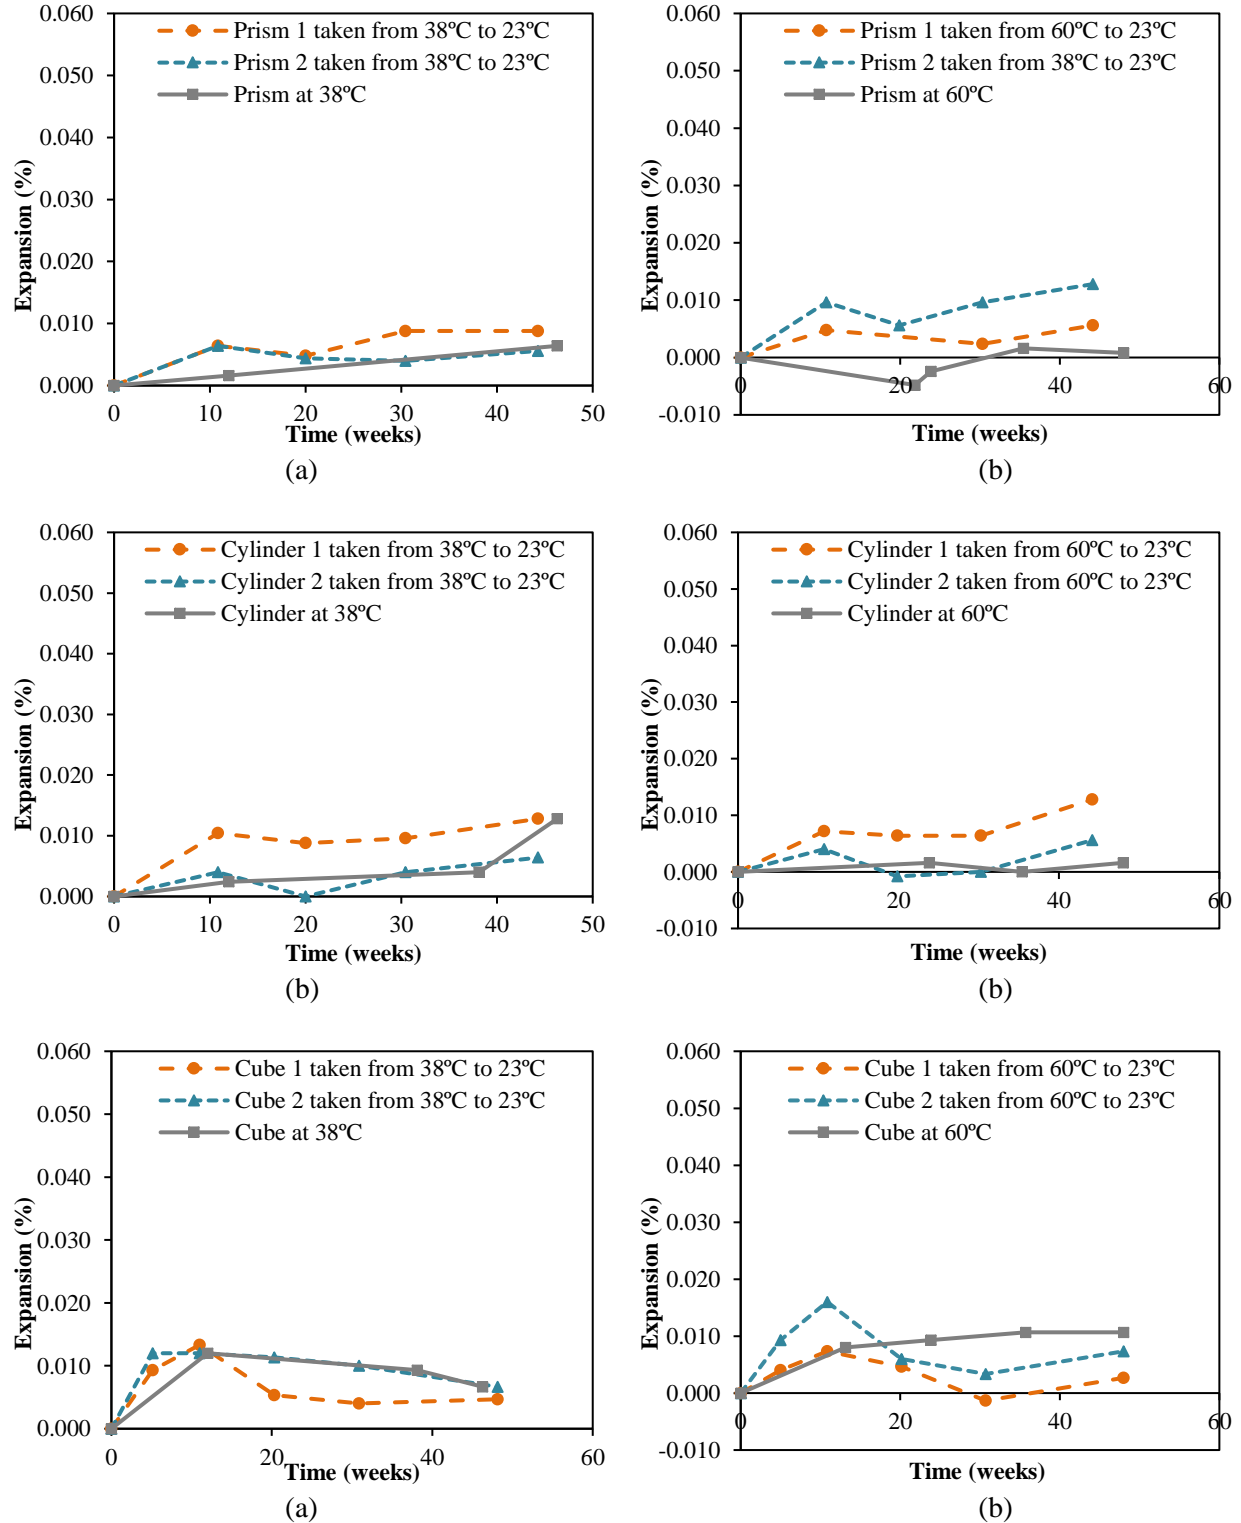 0.060
0.050
0.040
0.030
0.020
0.010
0.000
Expansion (%)
Prism 1 taken from 38ºC to 23ºC
Prism 2 taken from 38ºC to 23ºC
Prism at 38ºC
0 10 20 30 40 50
Time (weeks)
(a)
0.060
0.050
0.040
0.030
0.020
0.010
0.000
-0.010
Expansion (%)
Prism 1 taken from 60ºC to 23ºC
Prism 2 taken from 38ºC to 23ºC
Prism at 60ºC
0 20 40 60
Time (weeks)
(b)
0.060
0.050
0.040
0.030
0.020
0.010
0.000
Expansion (%)
Cylinder 1 taken from 38ºC to 23ºC
Cylinder 2 taken from 38ºC to 23ºC
Cylinder at 38ºC
0 10 20 30 40 50
Time (weeks)
(b)
0.060
0.050
0.040
0.030
0.020
0.010
0.000
-0.010
Expansion (%)
Cylinder 1 taken from 60ºC to 23ºC
Cylinder 2 taken from 60ºC to 23ºC
Cylinder at 60ºC
0 20 40 60
Time (weeks)
(b)
0.060
0.050
0.040
0.030
0.020
0.010
0.000
Expansion (%)
Cube 1 taken from 38ºC to 23ºC
Cube 2 taken from 38ºC to 23ºC
Cube at 38ºC
0 20 40 60
Time (weeks)
(a)
0.060
0.050
0.040
0.030
0.020
0.010
0.000
-0.010
Expansion (%)
Cube 1 taken from 60ºC to 23ºC
Cube 2 taken from 60ºC to 23ºC
Cube at 60ºC
0 20 40 60
Time (weeks)
(b)